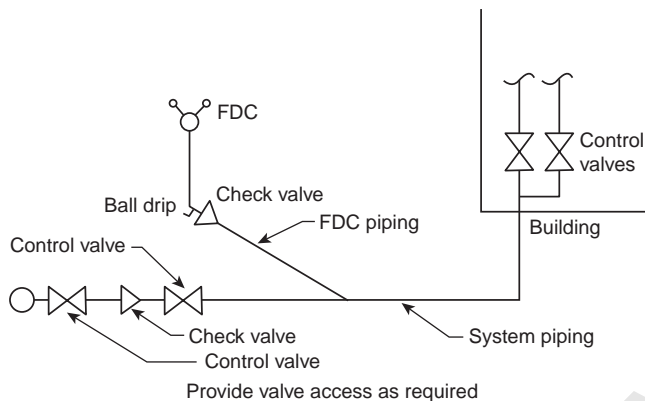 FDC
Control
valves
Check valve
Ball drip
FDC piping
Building
Control valve
System piping
Check valve
Control valve
Provide valve access as required